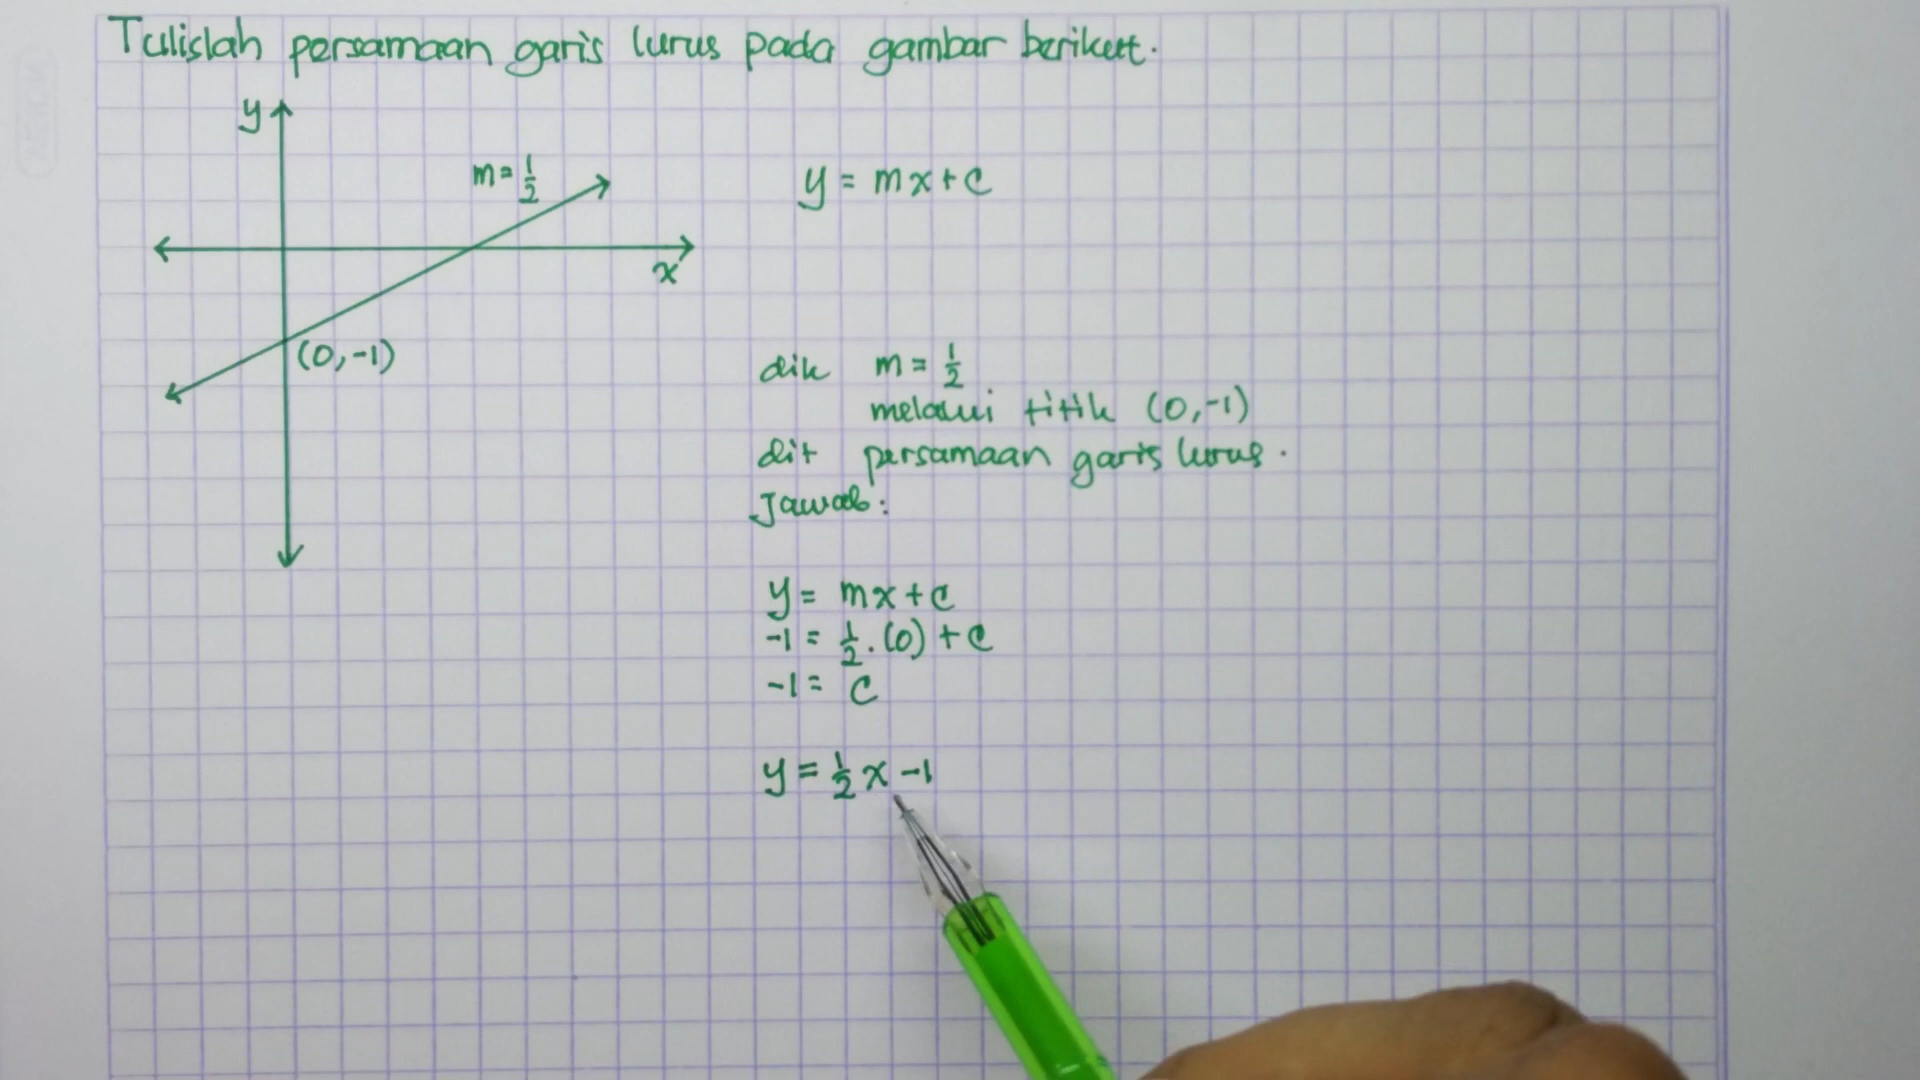 Tulislah persamaan garis lurus pada gambar berikut.
y
m = 1/2
x
(0, -1)
y = mx + c
dik m = 1/2
melalui titik (0, -1)
dit persamaan garis lurus.
Jawab:
y = mx + c
-1 = 1/2 . (0) + c
-1 = c
y = 1/2 x - 1